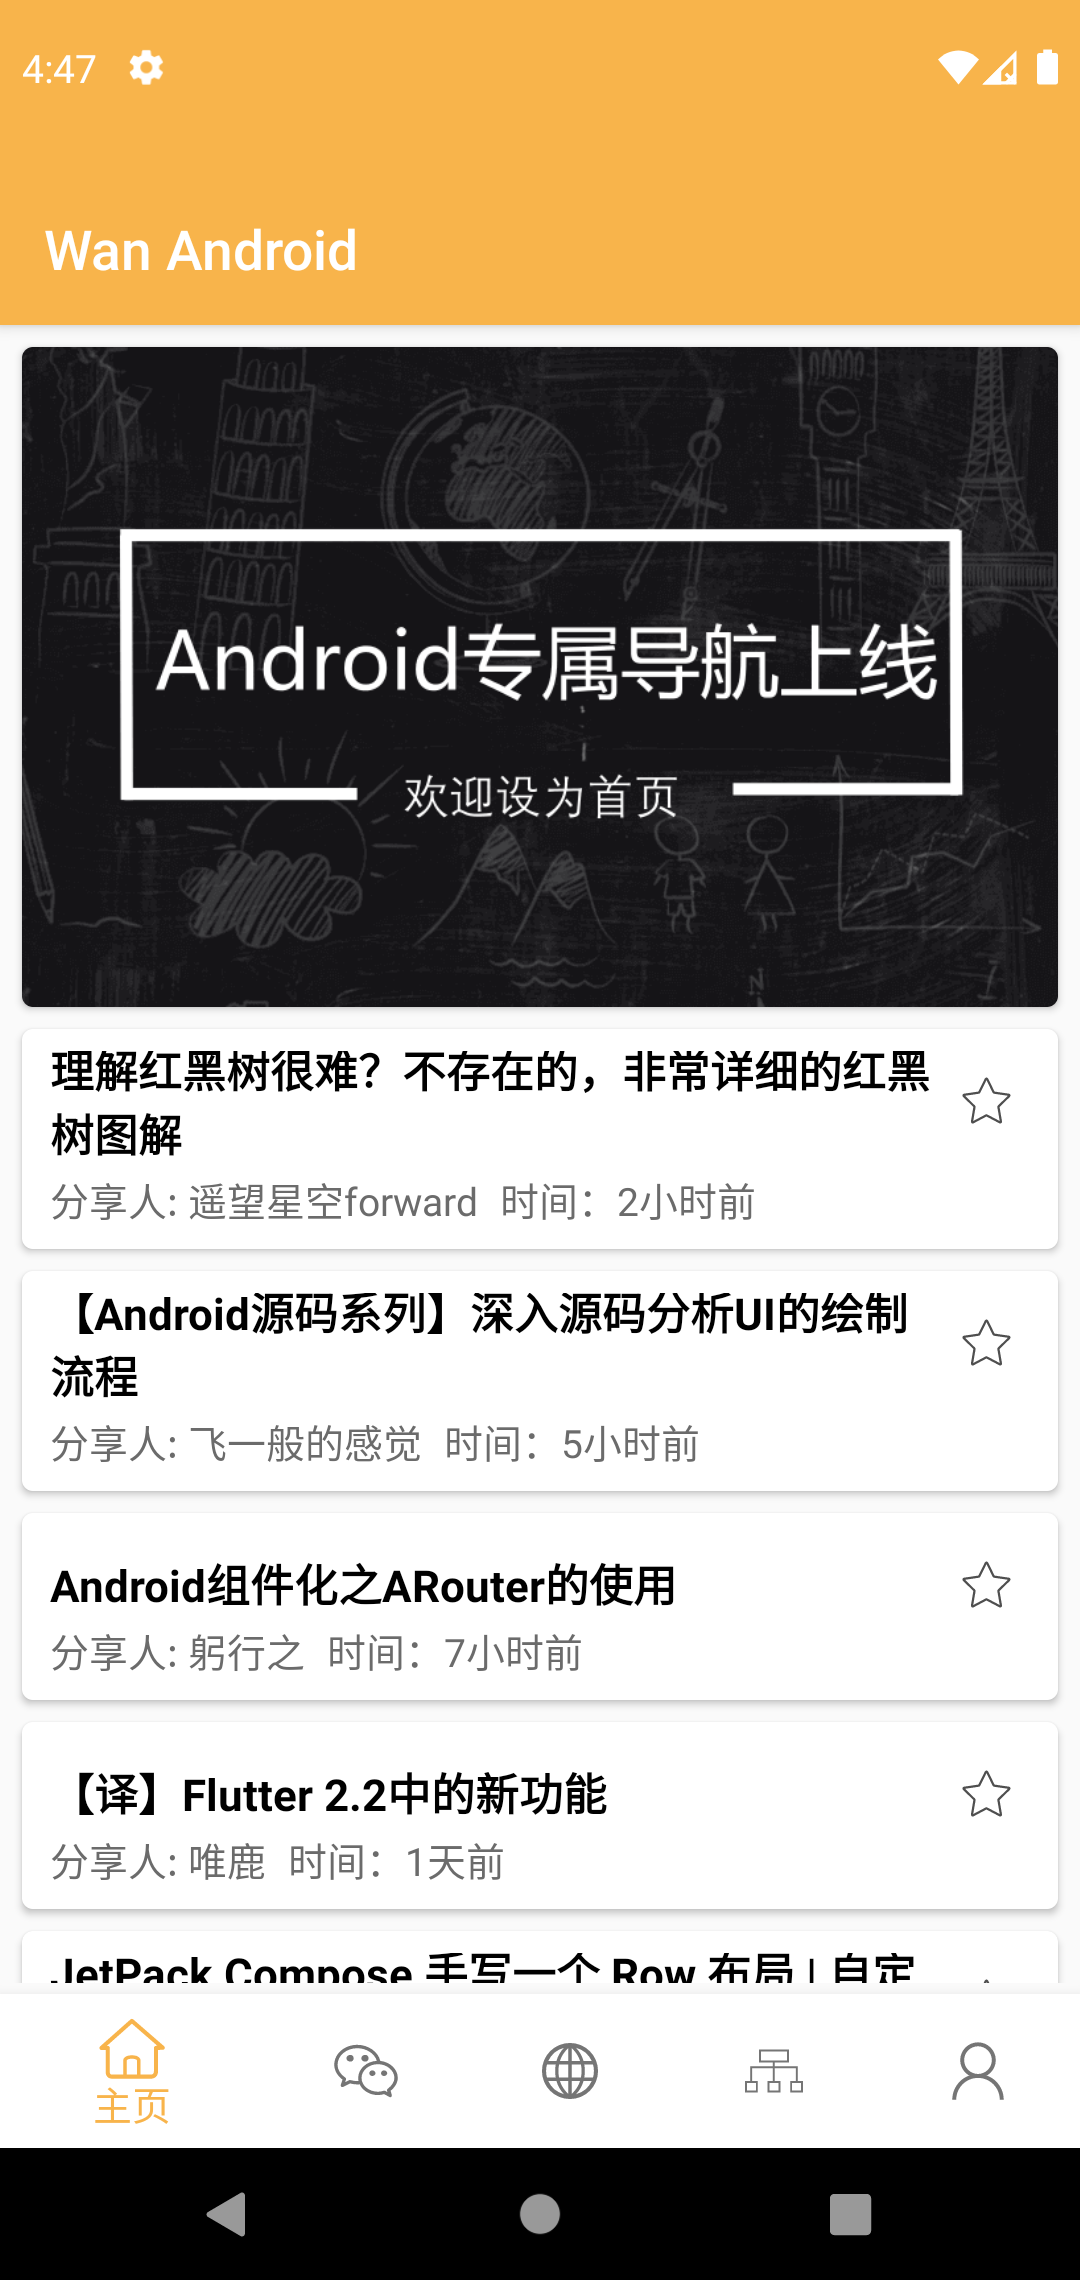 4:47
Wan Android
Android专属导航上线
欢迎设为首页
理解红黑树很难？不存在的，非常详细的红黑
树图解
分享人: 遥望星空forward 时间：2小时前
【Android源码系列】深入源码分析UI的绘制
流程
分享人: 飞一般的感觉 时间：5小时前
Android组件化之ARouter的使用
分享人: 躬行之 时间：7小时前
【译】Flutter 2.2中的新功能
分享人: 唯鹿 时间：1天前
JetPack Compose 手写一个 Row 布局 | 自定
主页